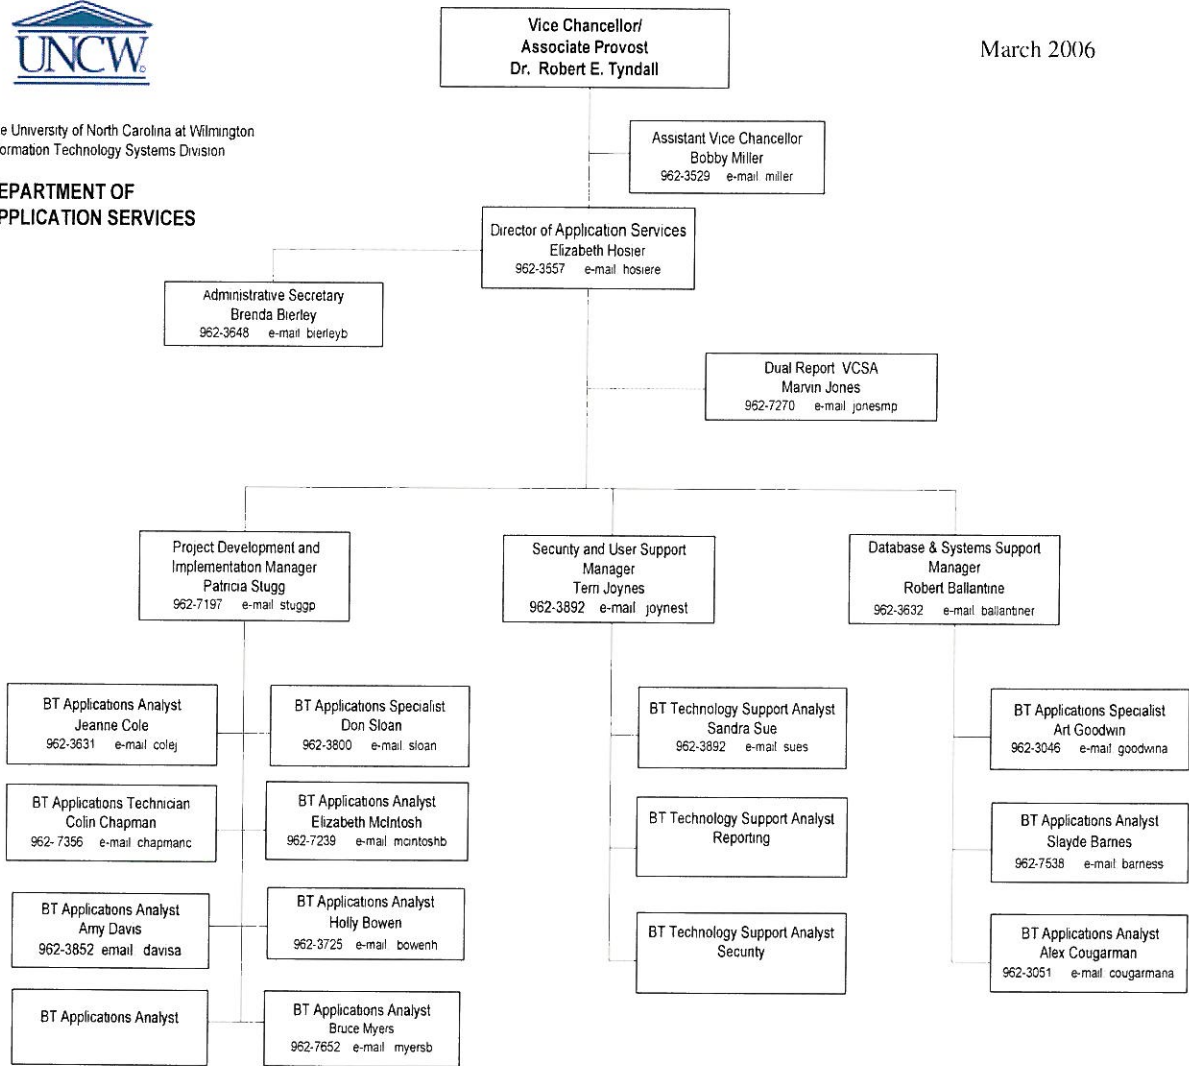 UNCW
March 2006
e University of North Carolina at Wilmington
ormation Technology Systems Division
EPARTMENT OF
PPLICATION SERVICES
Vice Chancellor/
Associate Provost
Dr. Robert E. Tyndall
Assistant Vice Chancellor
Bobby Miller
962-3529 e-mail miller
Director of Application Services
Elizabeth Hosier
962-3557 e-mail hosiere
Administrative Secretary
Brenda Bierley
962-3648 e-mail bierleyb
Dual Report VCSA
Marvin Jones
962-7270 e-mail jonesmp
Project Development and
Implementation Manager
Patricia Stugg
962-7197 e-mail stuggp
Security and User Support
Manager
Terri Joynes
962-3892 e-mail joynest
Database & Systems Support
Manager
Robert Ballantine
962-3632 e-mail ballantiner
BT Applications Analyst
Jeanne Cole
962-3631 e-mail colej
BT Applications Specialist
Don Sloan
962-3800 e-mail sloan
BT Applications Technician
Colin Chapman
962- 7356 e-mail chapmanc
BT Applications Analyst
Elizabeth McIntosh
962-7239 e-mail mcintoshb
BT Applications Analyst
Amy Davis
962-3852 email davisa
BT Applications Analyst
Holly Bowen
962-3725 e-mail bowenh
BT Applications Analyst
BT Applications Analyst
Bruce Myers
962-7652 e-mail myersb
BT Technology Support Analyst
Sandra Sue
962-3892 e-mail sues
BT Technology Support Analyst
Reporting
BT Technology Support Analyst
Security
BT Applications Specialist
Art Goodwin
962-3046 e-mail goodwina
BT Applications Analyst
Slayde Barnes
962-7538 e-mail barness
BT Applications Analyst
Alex Cougarman
962-3051 e-mail cougarmana